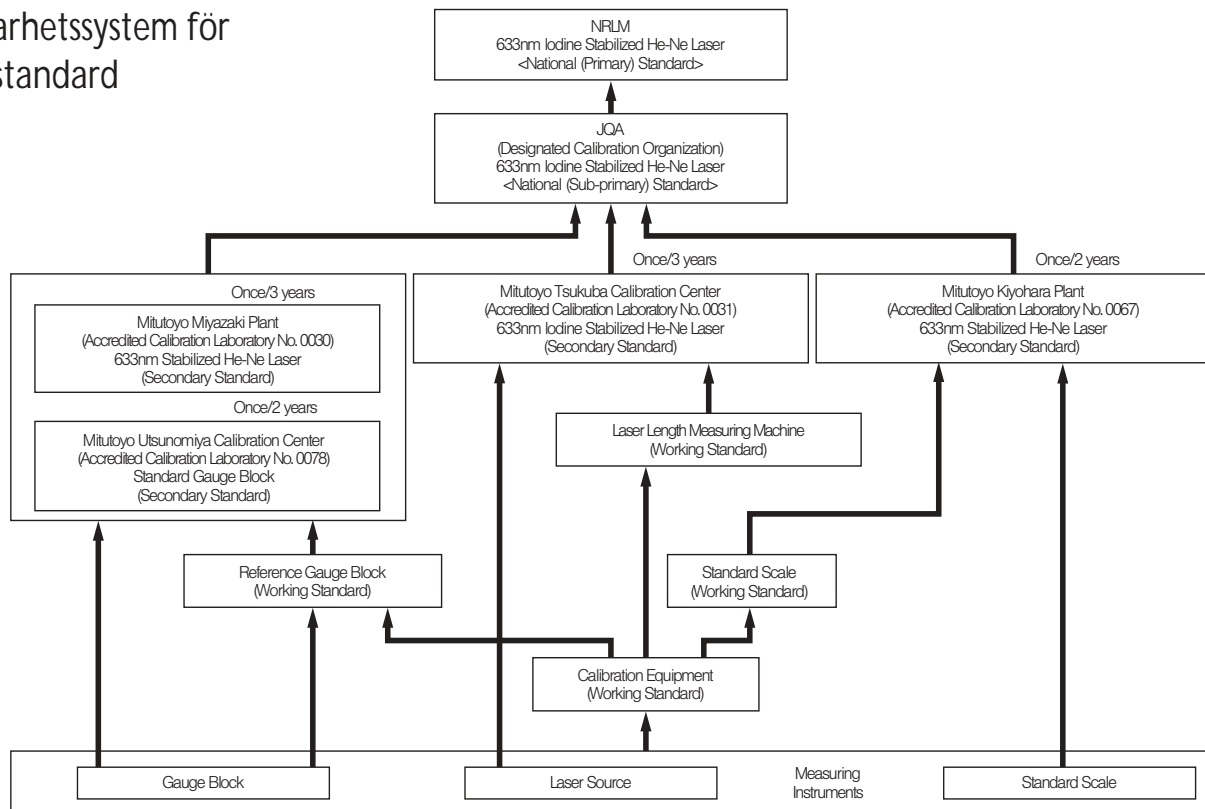 arhetssystem för
standard
NRLM
633nm Iodine Stabilized He-Ne Laser
<National (Primary) Standard>
JQA
(Designated Calibration Organization)
633nm Iodine Stabilized He-Ne Laser
<National (Sub-primary) Standard>
Once/3 years
Mitutoyo Miyazaki Plant
(Accredited Calibration Laboratory No. 0030)
633nm Stabilized He-Ne Laser
(Secondary Standard)
Once/2 years
Mitutoyo Utsunomiya Calibration Center
(Accredited Calibration Laboratory No. 0078)
Standard Gauge Block
(Secondary Standard)
Once/3 years
Mitutoyo Tsukuba Calibration Center
(Accredited Calibration Laboratory No. 0031)
633nm Iodine Stabilized He-Ne Laser
(Secondary Standard)
Once/2 years
Mitutoyo Kiyohara Plant
(Accredited Calibration Laboratory No. 0067)
633nm Stabilized He-Ne Laser
(Secondary Standard)
Laser Length Measuring Machine
(Working Standard)
Reference Gauge Block
(Working Standard)
Standard Scale
(Working Standard)
Calibration Equipment
(Working Standard)
Gauge Block
Laser Source
Measuring
Instruments
Standard Scale